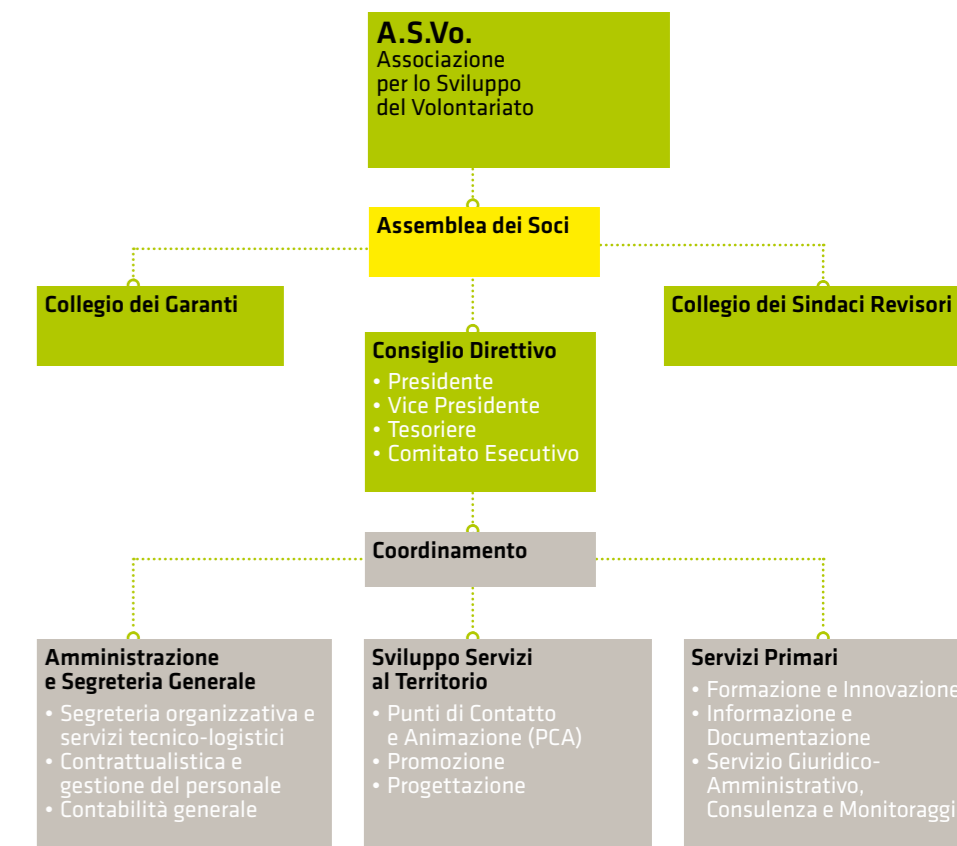 A.S.Vo.
Associazione
per lo Sviluppo
del Volontariato
Assemblea dei Soci
Collegio dei Garanti
Collegio dei Sindaci Revisori
Consiglio Direttivo
• Presidente
• Vice Presidente
• Tesoriere
• Comitato Esecutivo
Coordinamento
Amministrazione
e Segreteria Generale
• Segreteria organizzativa e
servizi tecnico-logistici
• Contrattualistica e
gestione del personale
• Contabilità generale
Sviluppo Servizi
al Territorio
• Punti di Contatto
e Animazione (PCA)
• Promozione
• Progettazione
Servizi Primari
• Formazione e Innovazione
• Informazione e
Documentazione
• Servizio Giuridico-
Amministrativo,
Consulenza e Monitoraggi